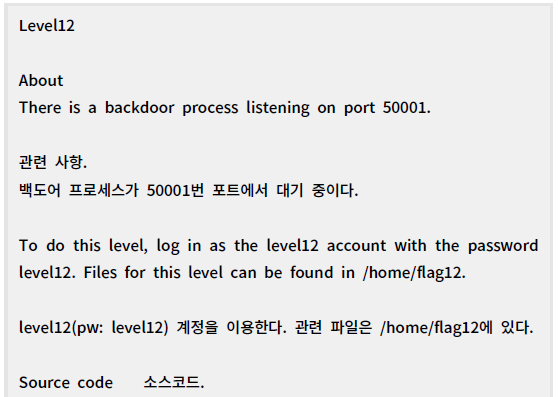 Level12
About
There is a backdoor process listening on port 50001.
관련 사항.
백도어 프로세스가 50001번 포트에서 대기 중이다.
To do this level, log in as the level12 account with the password
level12. Files for this level can be found in /home/flag12.
level12(pw: level12) 계정을 이용한다. 관련 파일은 /home/flag12에 있다.
Source code 소스코드.